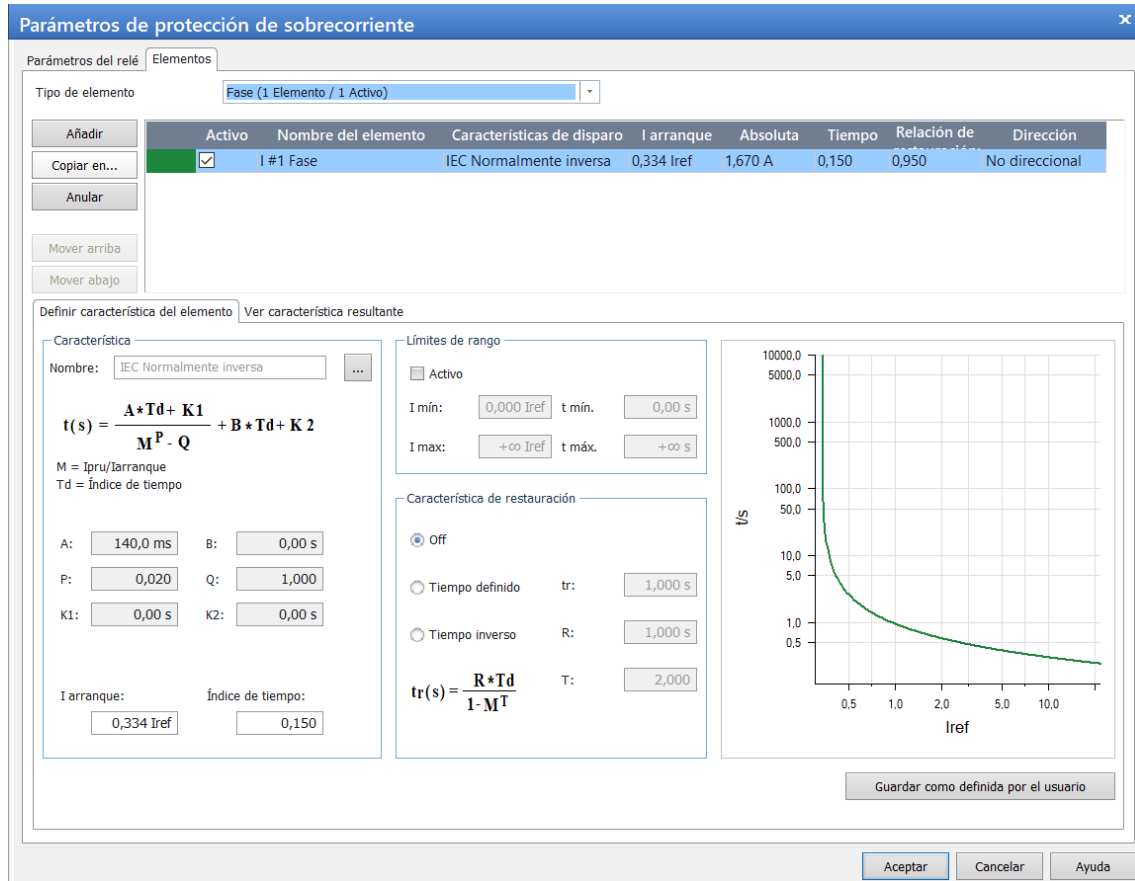 Parámetros de protección de sobrecorriente
Parámetros del relé Elementos
Tipo de elemento Fase (1 Elemento / 1 Activo)
Añadir
Copiar en...
Anular
Mover arriba
Mover abajo
Activo Nombre del elemento Características de disparo I arranque Absoluta Tiempo Relación de Dirección
I #1 Fase IEC Normalmente inversa 0,334 Iref 1,670 A 0,150 0,950 No direccional
Definir característica del elemento Ver característica resultante
Característica
Nombre: IEC Normalmente inversa ...
t(s) = A*Td+ K1 / M^P - Q + B*Td+ K2
M = Ipru/Iarranque
Td = Índice de tiempo
A: 140,0 ms B: 0,00 s
P: 0,020 Q: 1,000
K1: 0,00 s K2: 0,00 s
I arranque: Índice de tiempo:
0,334 Iref 0,150
Límites de rango
Activo
I mín: 0,000 Iref t mín. 0,00 s
I max: +∞ Iref t máx. +∞ s
Característica de restauración
Off
Tiempo definido tr: 1,000 s
Tiempo inverso R: 1,000 s
tr(s) = R*Td / 1-M^T T: 2,000
t/s
10000,0
5000,0
1000,0
500,0
100,0
50,0
10,0
5,0
1,0
0,5
0,5 1,0 2,0 5,0 10,0
Iref
Guardar como definida por el usuario
Aceptar Cancelar Ayuda